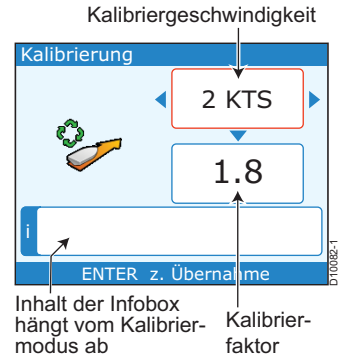 Kalibriergeschwindigkeit
Kalibrierung
2 KTS
1.8
i
ENTER z. Übernahme
D10082-1
Inhalt der Infobox
hängt vom Kalibrier-
modus ab
Kalibrier-
faktor